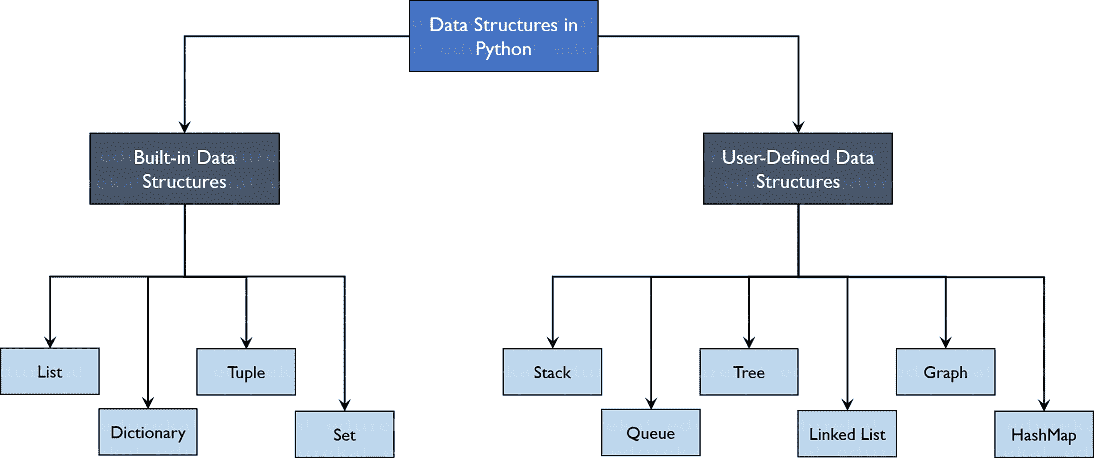 Data Structures in
Python
Built-in Data
Structures
User-Defined Data
Structures
List
Tuple
Stack
Tree
Graph
Dictionary
Set
Queue
Linked List
HashMap